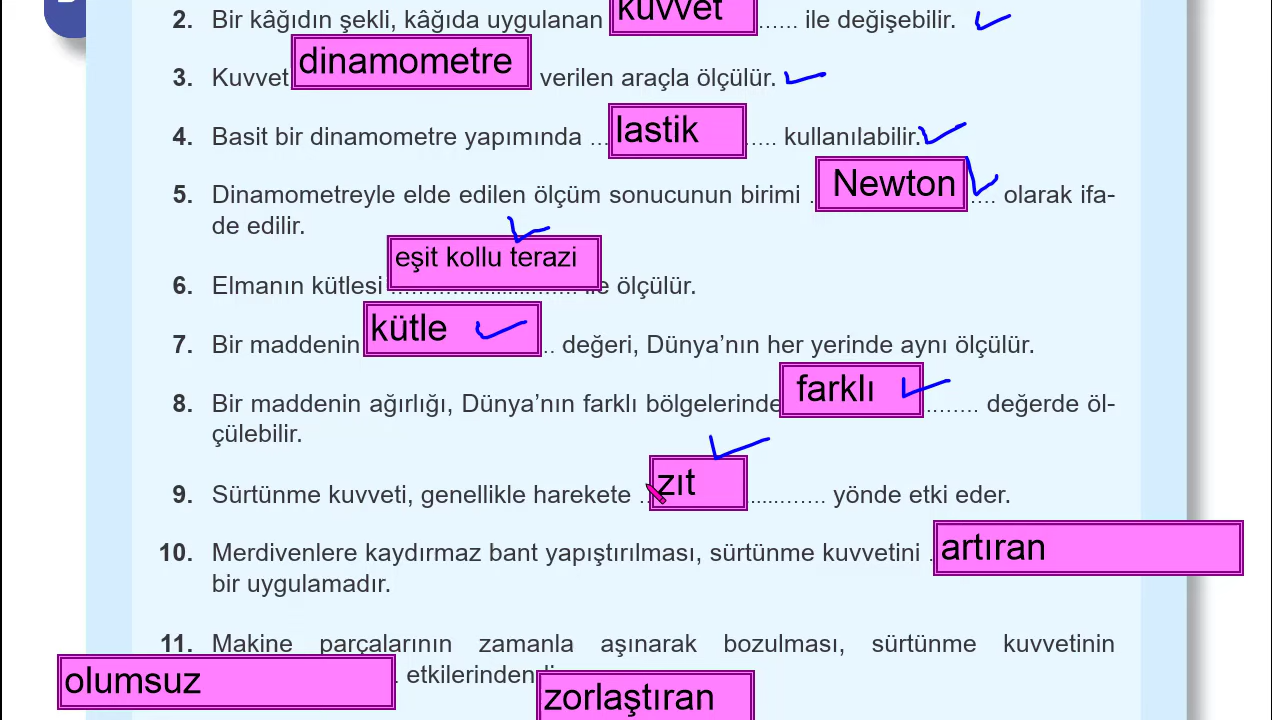 2. Bir kâğıdın şekli, kâğıda uygulanan kuvvet ...... ile değişebilir.
3. Kuvvet dinamometre verilen araçla ölçülür.
4. Basit bir dinamometre yapımında ... lastik .... kullanılabilir.
5. Dinamometreyle elde edilen ölçüm sonucunun birimi . Newton .... olarak ifa-
de edilir.
eşit kollu terazi
6. Elmanın kütlesi .............................. ile ölçülür.
7. Bir maddenin kütle .. değeri, Dünya’nın her yerinde aynı ölçülür.
8. Bir maddenin ağırlığı, Dünya’nın farklı bölgelerinde farklı ........ değerde öl-
çülebilir.
9. Sürtünme kuvveti, genellikle harekete .. zıt ............ yönde etki eder.
10. Merdivenlere kaydırmaz bant yapıştırılması, sürtünme kuvvetini . artıran
bir uygulamadır.
11. Makine parçalarının zamanla aşınarak bozulması, sürtünme kuvvetinin
olumsuz . etkilerinden
zorlaştıran